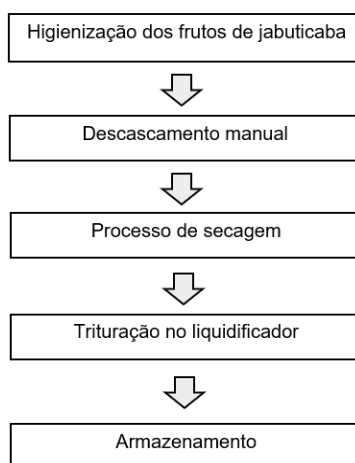 Higienização dos frutos de jabuticaba
Descascamento manual
Processo de secagem
Trituração no liquidificador
Armazenamento